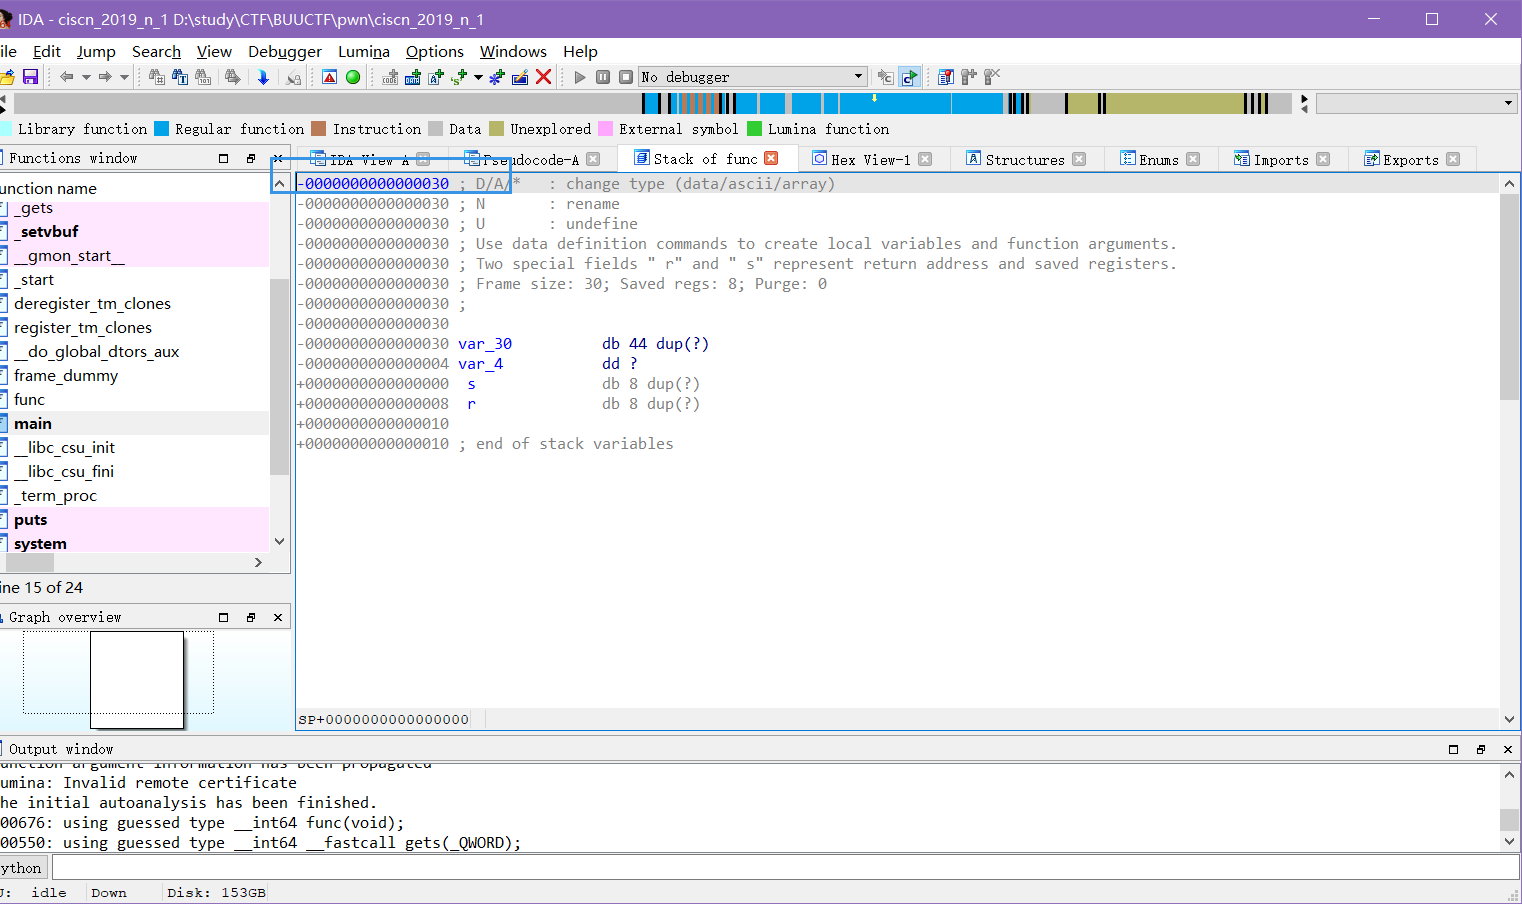 IDA - ciscn_2019_n_1 D:\study\CTF\BUUCTF\pwn\ciscn_2019_n_1
ile Edit Jump Search View Debugger Lumina Options Windows Help
No debugger
Library function Regular function Instruction Data Unexplored External symbol Lumina function
Functions window
IDA View-A Pseudocode-A Stack of func Hex View-1 Structures Enums Imports Exports
unction name
_gets
_setvbuf
__gmon_start__
_start
deregister_tm_clones
register_tm_clones
__do_global_dtors_aux
frame_dummy
func
main
__libc_csu_init
__libc_csu_fini
_term_proc
puts
system
ine 15 of 24
Graph overview
-0000000000000030 ; D/A/* : change type (data/ascii/array)
-0000000000000030 ; N : rename
-0000000000000030 ; U : undefine
-0000000000000030 ; Use data definition commands to create local variables and function arguments.
-0000000000000030 ; Two special fields " r" and " s" represent return address and saved registers.
-0000000000000030 ; Frame size: 30; Saved regs: 8; Purge: 0
-0000000000000030 ;
-0000000000000030
-0000000000000030 var_30 db 44 dup(?)
-0000000000000004 var_4 dd ?
+0000000000000000 s db 8 dup(?)
+0000000000000008 r db 8 dup(?)
+0000000000000010
+0000000000000010 ; end of stack variables
SP+0000000000000000
Output window
unction argument information has been propagated
umina: Invalid remote certificate
he initial autoanalysis has been finished.
00676: using guessed type __int64 func(void);
00550: using guessed type __int64 __fastcall gets(_QWORD);
ython
U: idle Down Disk: 153GB